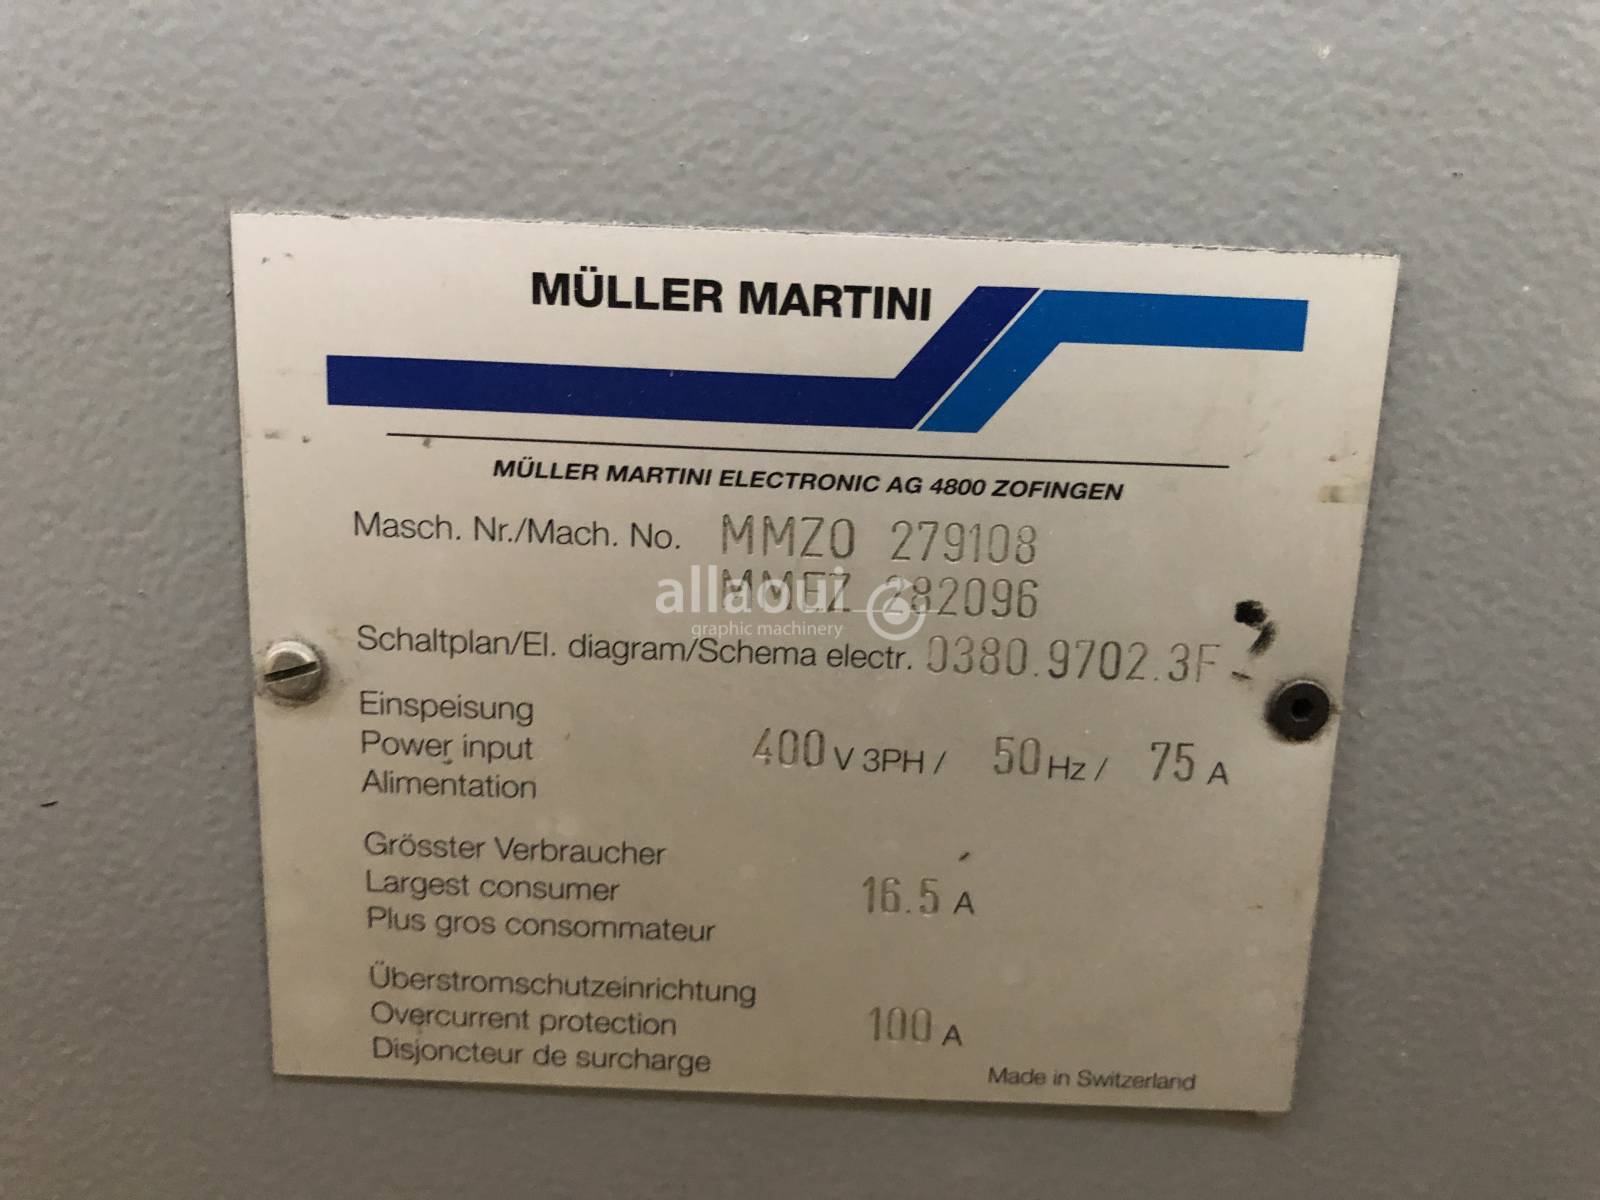 MÜLLER MARTINI
MÜLLER MARTINI ELECTRONIC AG 4800 ZOFINGEN
Masch. Nr./Mach. No. MMZO 279108
MMEZ 282096
allaoui
graphic machinery
Schaltplan/El. diagram/Schema electr. 0380.9702.3F
Einspeisung
Power input 400 V 3PH / 50 Hz / 75 A
Alimentation
Grösster Verbraucher
Largest consumer 16.5 A
Plus gros consommateur
Überstromschutzeinrichtung
Overcurrent protection 100 A
Disjoncteur de surcharge
Made in Switzerland